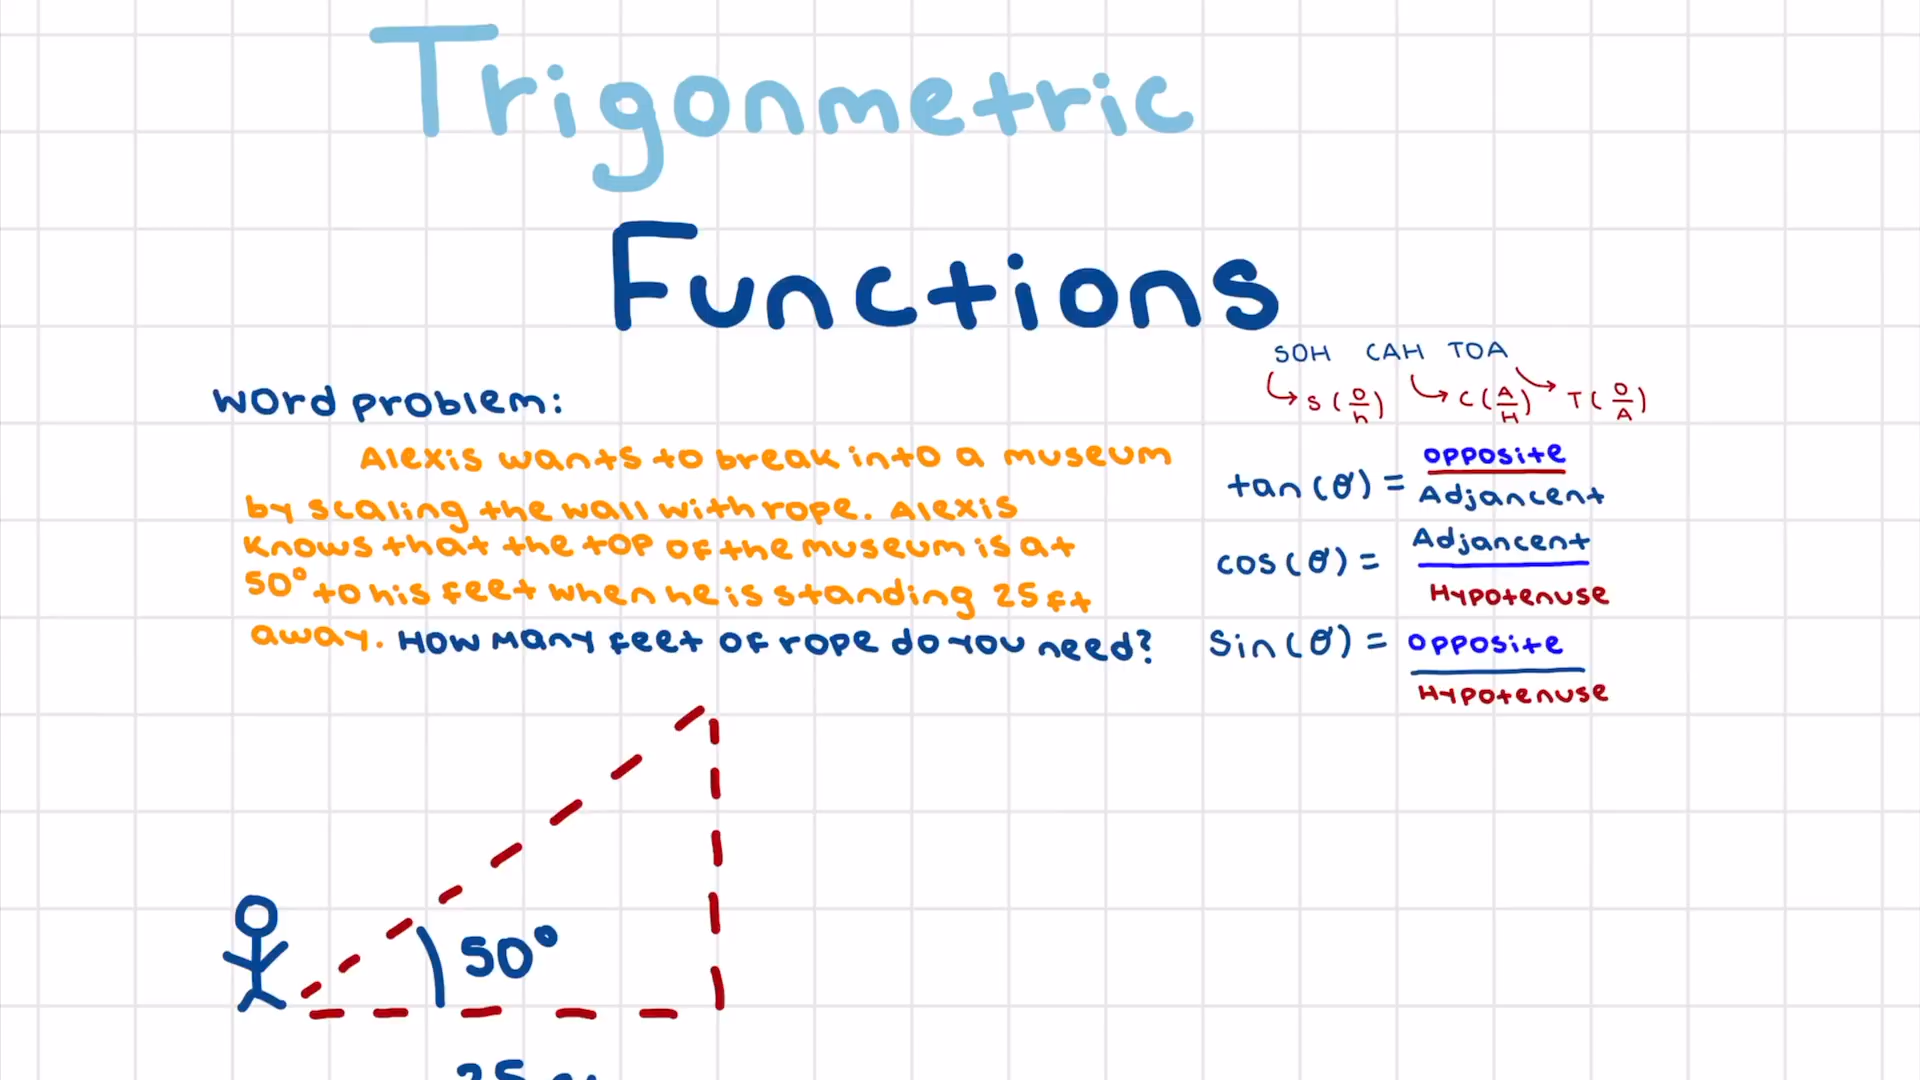 Trigonmetric
Functions
SOH CAH TOA
S(O/h) C(A/H) T(O/A)
word problem:
Alexis wants to break into a museum
by scaling the wall with rope. Alexis
knows that the top of the museum is at
50° to his feet when he is standing 25 ft
away. How many feet of rope do you need?
tan(θ) = opposite / Adjancent
cos(θ) = Adjancent / Hypotenuse
Sin(θ) = opposite / Hypotenuse
50°
25